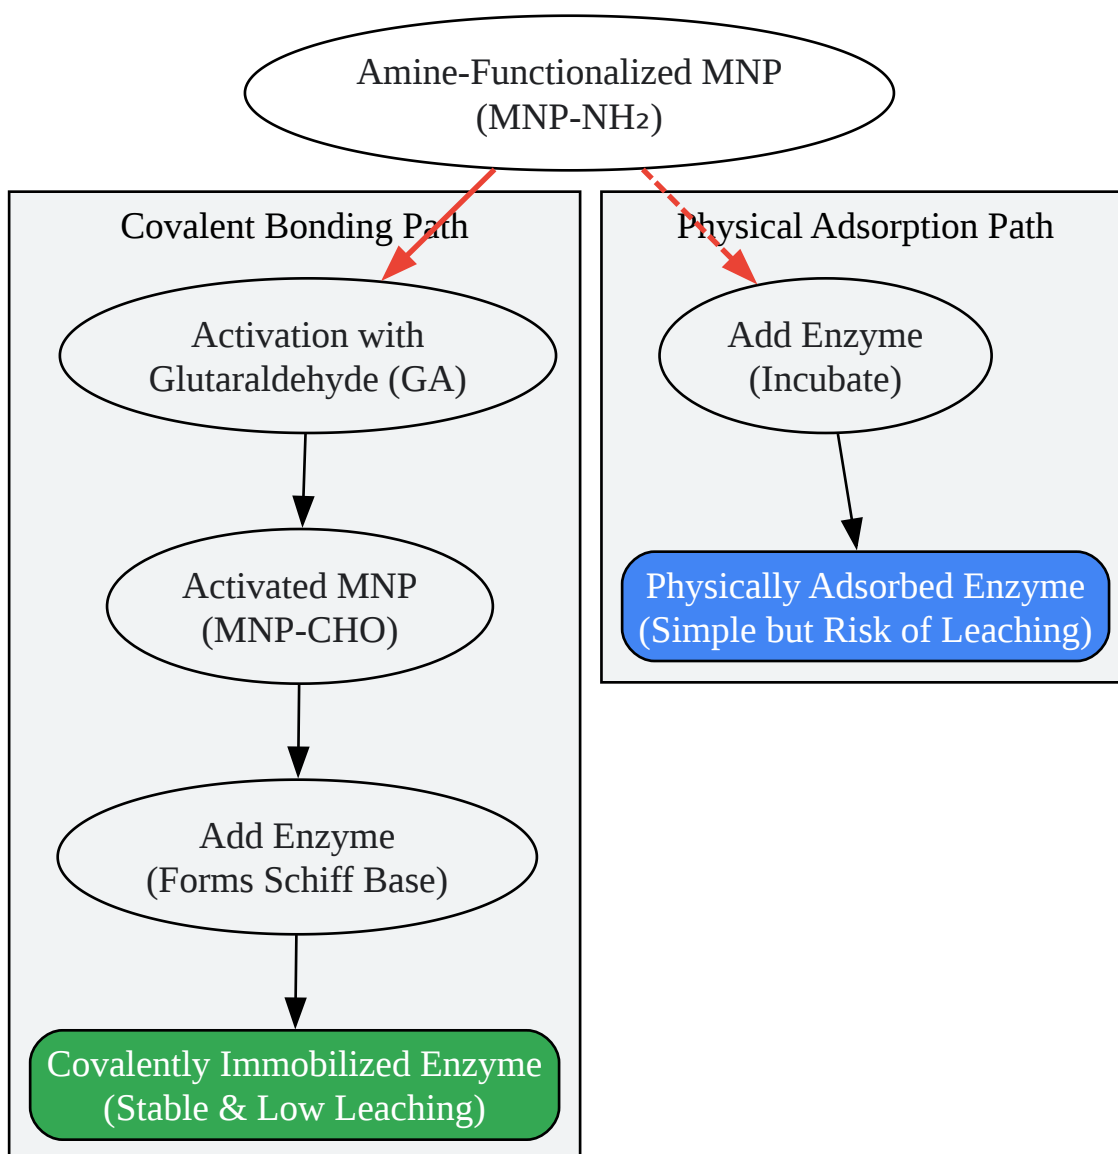 Amine-Functionalized MNP
(MNP-NH₂)
Covalent Bonding Path
Activation with
Glutaraldehyde (GA)
Activated MNP
(MNP-CHO)
Add Enzyme
(Forms Schiff Base)
Covalently Immobilized Enzyme
(Stable & Low Leaching)
Physical Adsorption Path
Add Enzyme
(Incubate)
Physically Adsorbed Enzyme
(Simple but Risk of Leaching)